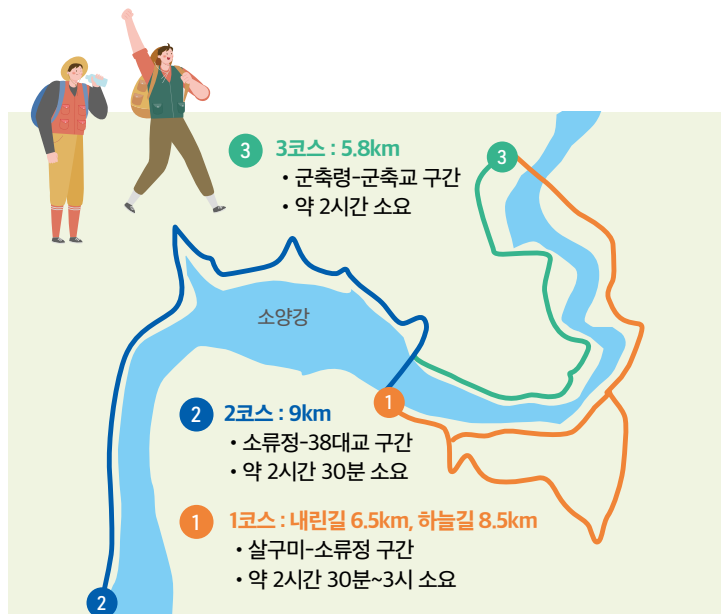 3 3코스 : 5.8km
• 군축령-군축교 구간
• 약 2시간 소요
3
소양강
1
2 2코스 : 9km
• 소류정-38대교 구간
• 약 2시간 30분 소요
1 1코스 : 내린길 6.5km, 하늘길 8.5km
• 살구미-소류정 구간
• 약 2시간 30분~3시 소요
2